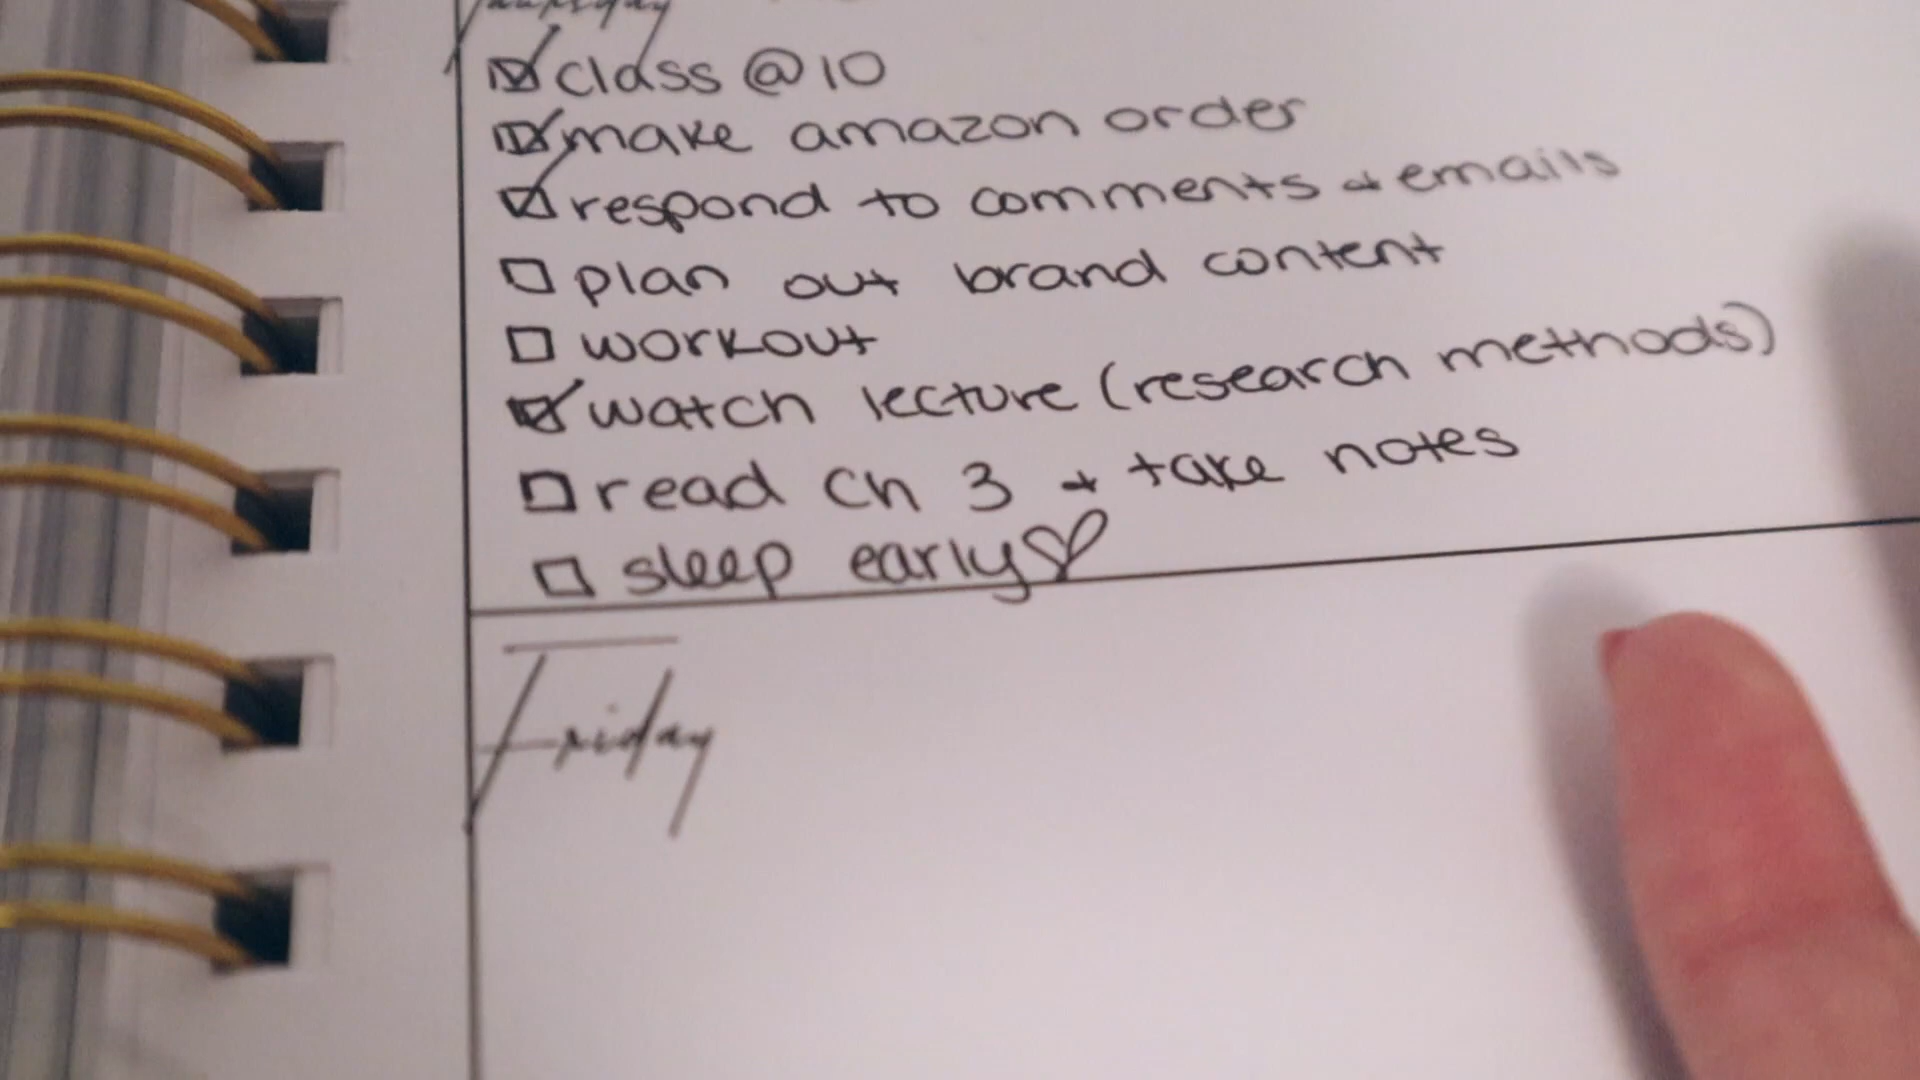 Thursday
class @ 10
make amazon order
respond to comments + emails
plan out brand content
workout
watch lecture (research methods)
read Ch 3 + take notes
sleep early♡
Friday